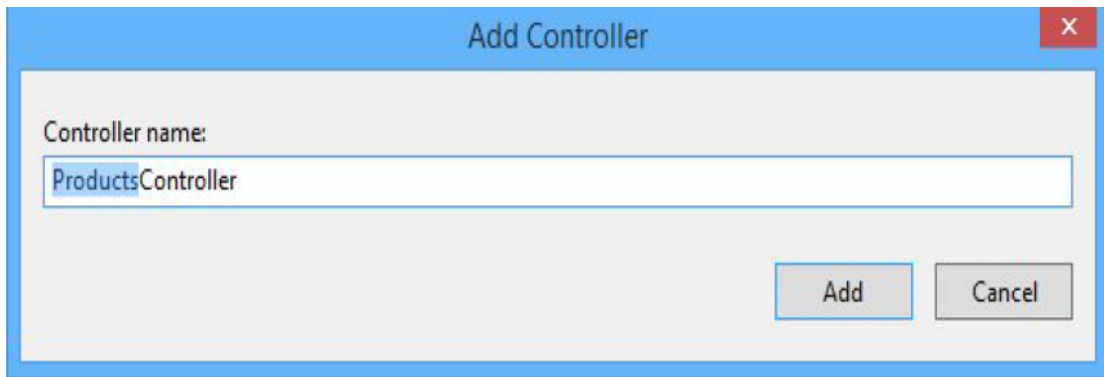 Add Controller
X
Controller name:
ProductsController
Add
Cancel